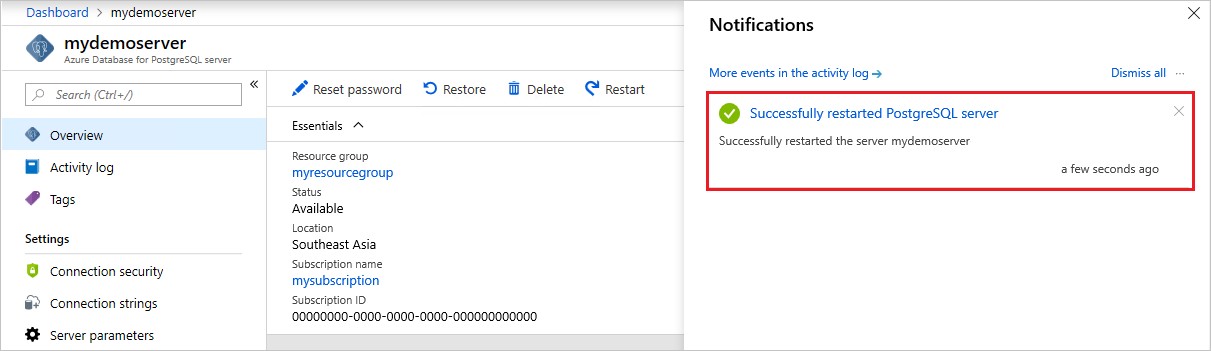 Dashboard > mydemoserver
mydemoserver
Azure Database for PostgreSQL server
Search (Ctrl+/)
«
Overview
Activity log
Tags
Settings
Connection security
Connection strings
Server parameters
Reset password Restore Delete Restart
Essentials
Resource group
myresourcegroup
Status
Available
Location
Southeast Asia
Subscription name
mysubscription
Subscription ID
00000000-0000-0000-0000-000000000000
Notifications
More events in the activity log → Dismiss all ...
Successfully restarted PostgreSQL server
Successfully restarted the server mydemoserver
a few seconds ago